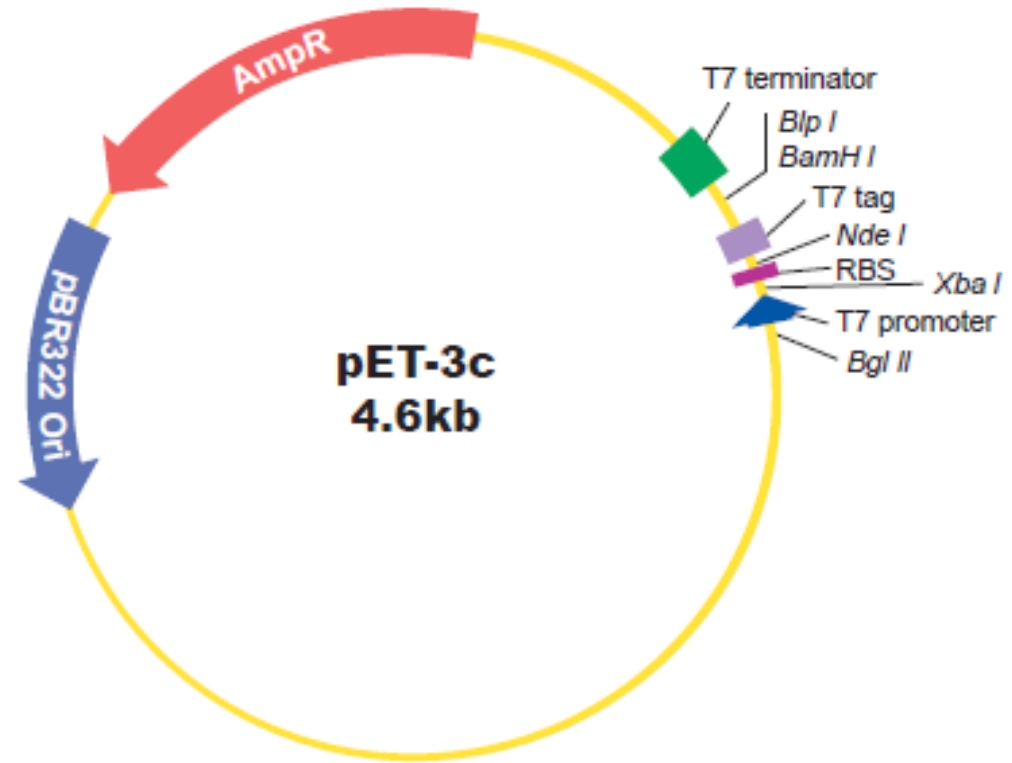 AmpR
T7 terminator
Blp I
BamH I
T7 tag
Nde I
RBS
Xba I
T7 promoter
Bgl II
pBR322 Ori
pET-3c
4.6kb